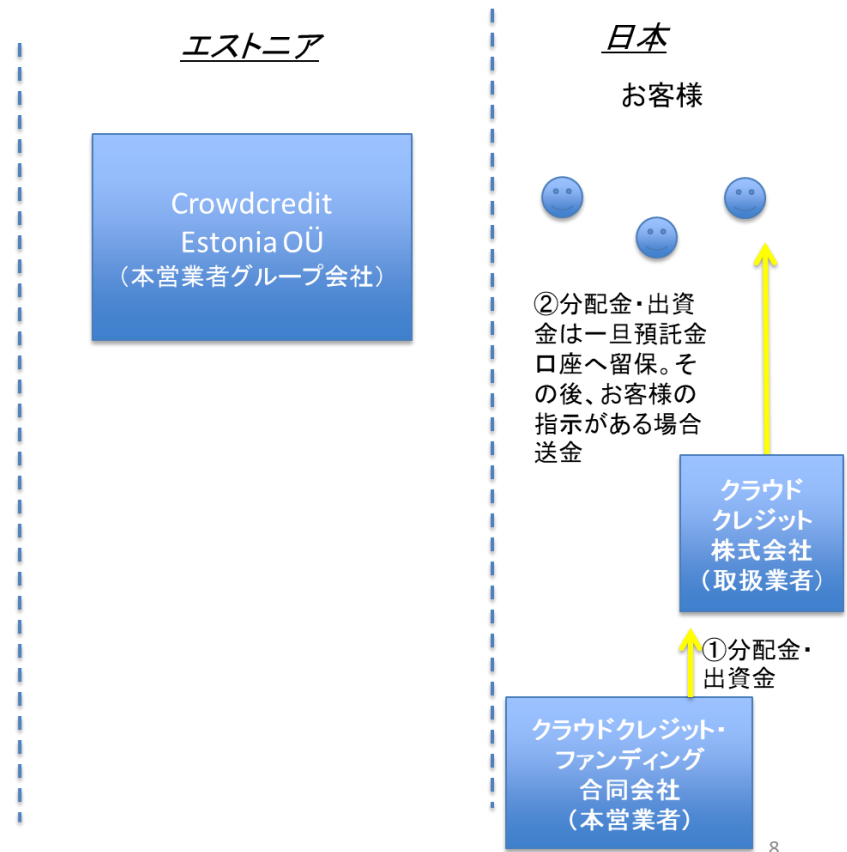 エストニア
日本
お客様
Crowdcredit
Estonia OÜ
（本営業者グループ会社）
②分配金・出資
金は一旦預託金
口座へ留保。そ
の後、お客様の
指示がある場合
送金
クラウド
クレジット
株式会社
（取扱業者）
①分配金・
出資金
クラウドクレジット・
ファンディング
合同会社
（本営業者）
8